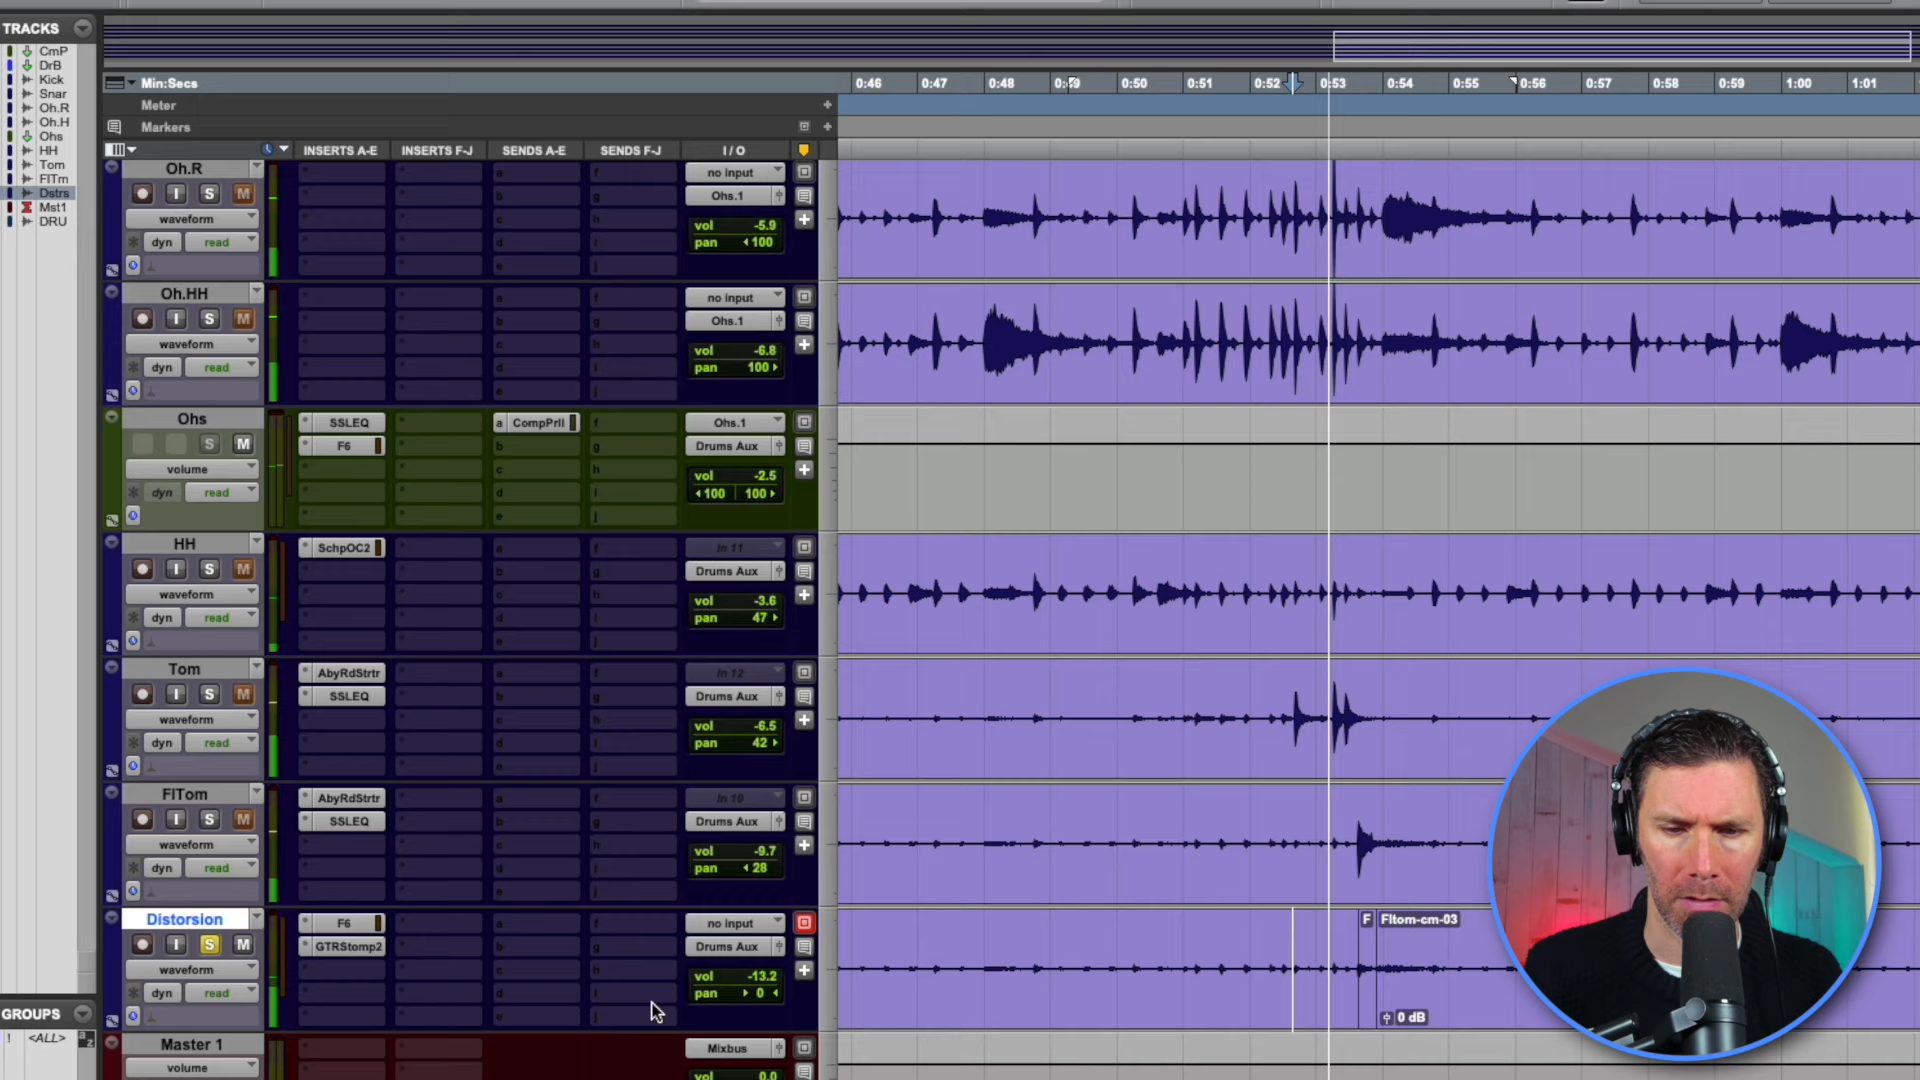 TRACKS
CmP
DrB
Kick
Snar
Oh.R
Oh.H
Ohs
HH
Tom
FlTm
Dstrs
Mst1
DRU
GROUPS
! <ALL> a z
Min:Secs
0:46 0:47 0:48 0:49 0:50 0:51 0:52 0:53 0:54 0:55 0:56 0:57 0:58 0:59 1:00 1:01
Meter
Markers
INSERTS A-E INSERTS F-J SENDS A-E SENDS F-J I / O
Oh.R
I S M
waveform
dyn read
a b c d e
f g h i j
no input
Ohs.1
vol -5.9
pan 100
Oh.HH
I S M
waveform
dyn read
a b c d e
f g h i j
no input
Ohs.1
vol -6.8
pan 100
Ohs
S M
volume
dyn read
SSLEQ
F6
a CompPrll
b c d e
f g h i j
Ohs.1
Drums Aux
vol -2.5
100 100
HH
I S M
waveform
dyn read
SchpOC2
a b c d e
f g h i j
In 11
Drums Aux
vol -3.6
pan 47
Tom
I S M
waveform
dyn read
AbyRdStrtr
SSLEQ
a b c d e
f g h i j
In 12
Drums Aux
vol -6.5
pan 42
FlTom
I S M
waveform
dyn read
AbyRdStrtr
SSLEQ
a b c d e
f g h i j
In 10
Drums Aux
vol -9.7
pan 28
Distorsion
I S M
waveform
dyn read
F6
GTRStomp2
a b c d e
f g h i j
no input
Drums Aux
vol -13.2
pan 0
F Fltom-cm-03
0 dB
Master 1
volume
Mixbus
vol 0.0